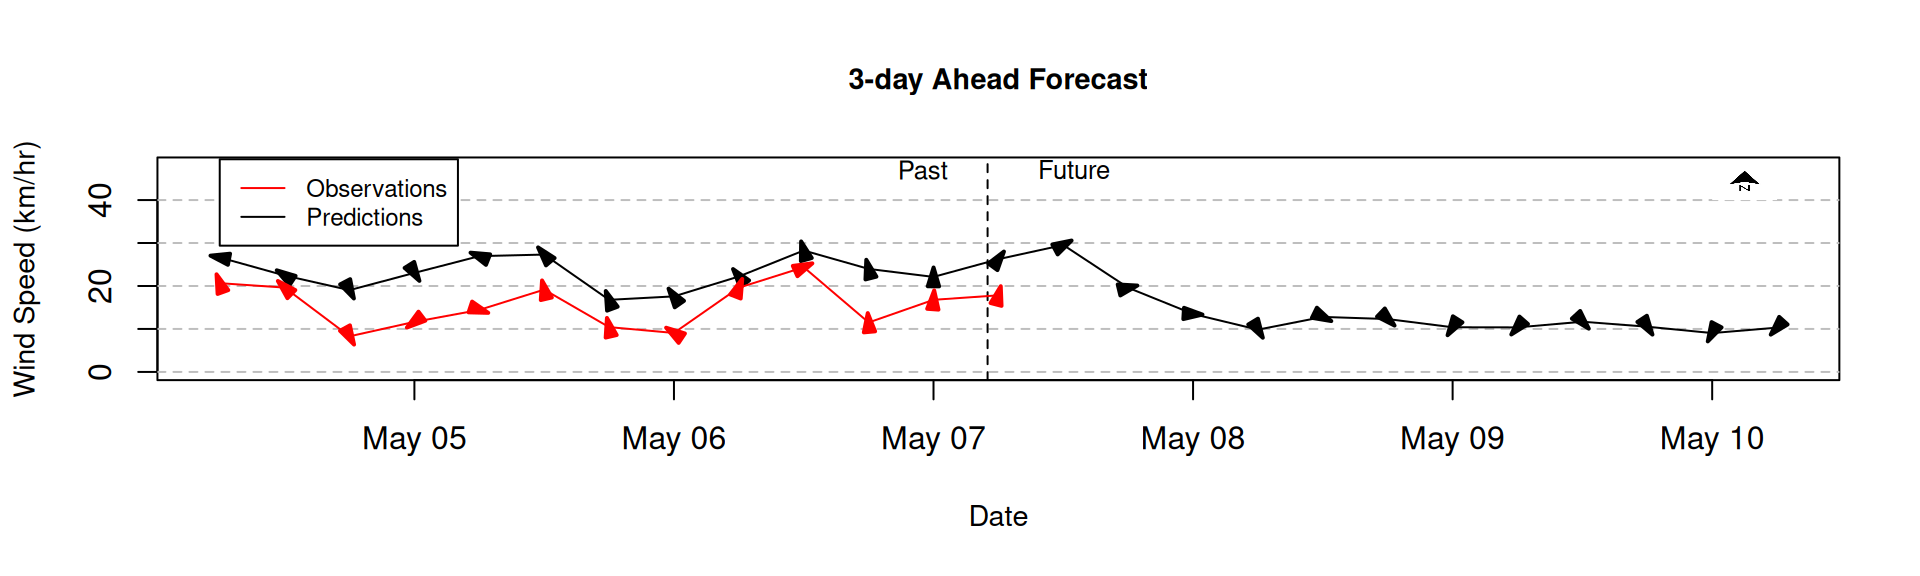 3-day Ahead Forecast
Wind Speed (km/hr)
40
20
0
Observations
Predictions
Past
Future
N
May 05
May 06
May 07
May 08
May 09
May 10
Date